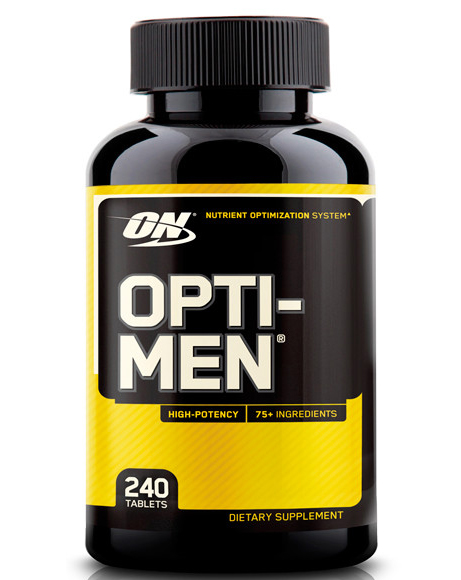 ON® NUTRIENT OPTIMIZATION SYSTEM*
OPTI-
MEN®
HIGH-POTENCY 75+ INGREDIENTS
240
TABLETS
DIETARY SUPPLEMENT